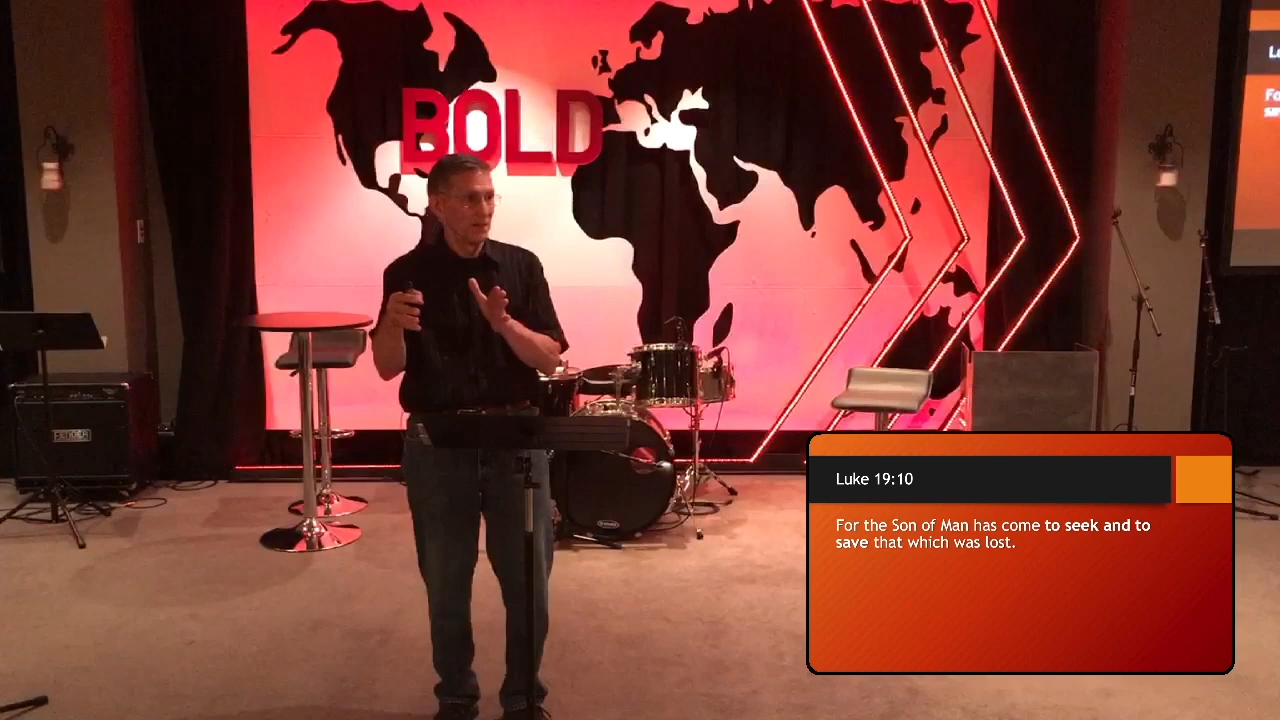 BOLD
FENDER
Luke 19:10
For the Son of Man has come to seek and to
save that which was lost.